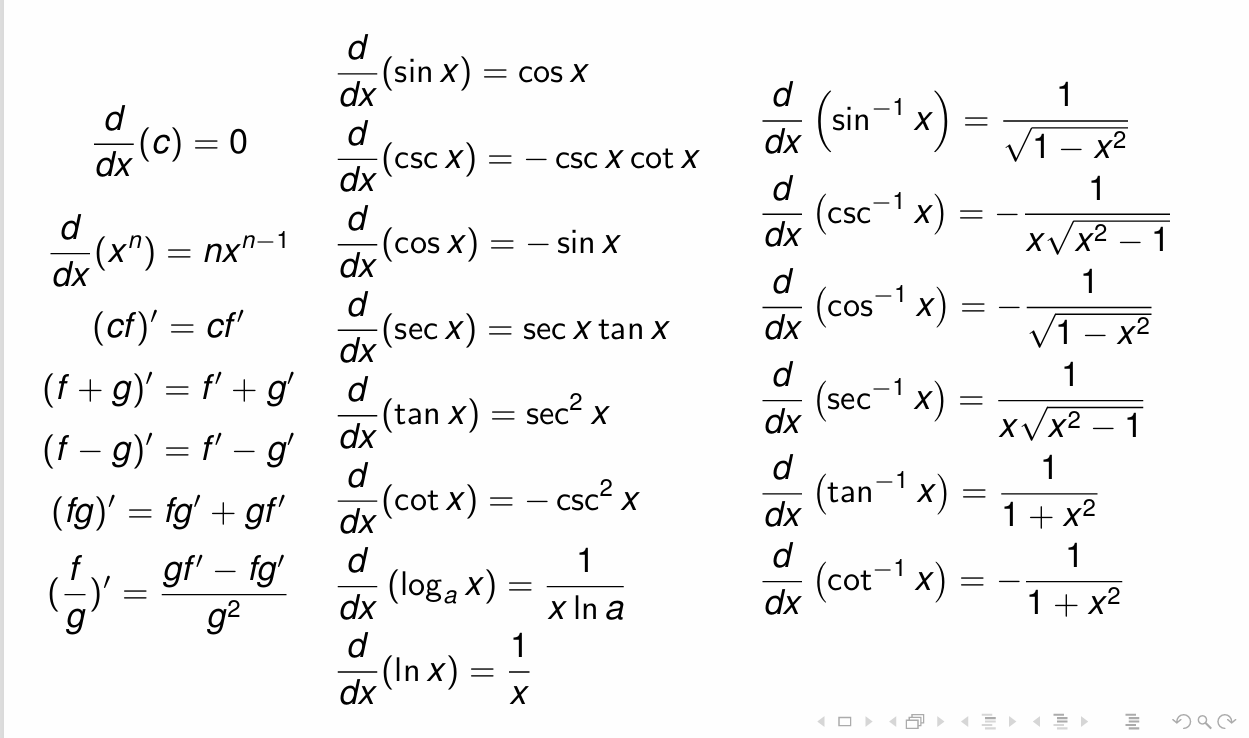 d/dx (c) = 0
d/dx (xⁿ) = nxⁿ⁻¹
(cf)′ = cf′
(f + g)′ = f′ + g′
(f − g)′ = f′ − g′
(fg)′ = fg′ + gf′
(f/g)′ = (gf′ − fg′)/g²
d/dx (sin x) = cos x
d/dx (csc x) = − csc x cot x
d/dx (cos x) = − sin x
d/dx (sec x) = sec x tan x
d/dx (tan x) = sec² x
d/dx (cot x) = − csc² x
d/dx (logₐ x) = 1/(x ln a)
d/dx (ln x) = 1/x
d/dx (sin⁻¹ x) = 1/√(1 − x²)
d/dx (csc⁻¹ x) = − 1/(x√(x² − 1))
d/dx (cos⁻¹ x) = − 1/√(1 − x²)
d/dx (sec⁻¹ x) = 1/(x√(x² − 1))
d/dx (tan⁻¹ x) = 1/(1 + x²)
d/dx (cot⁻¹ x) = − 1/(1 + x²)